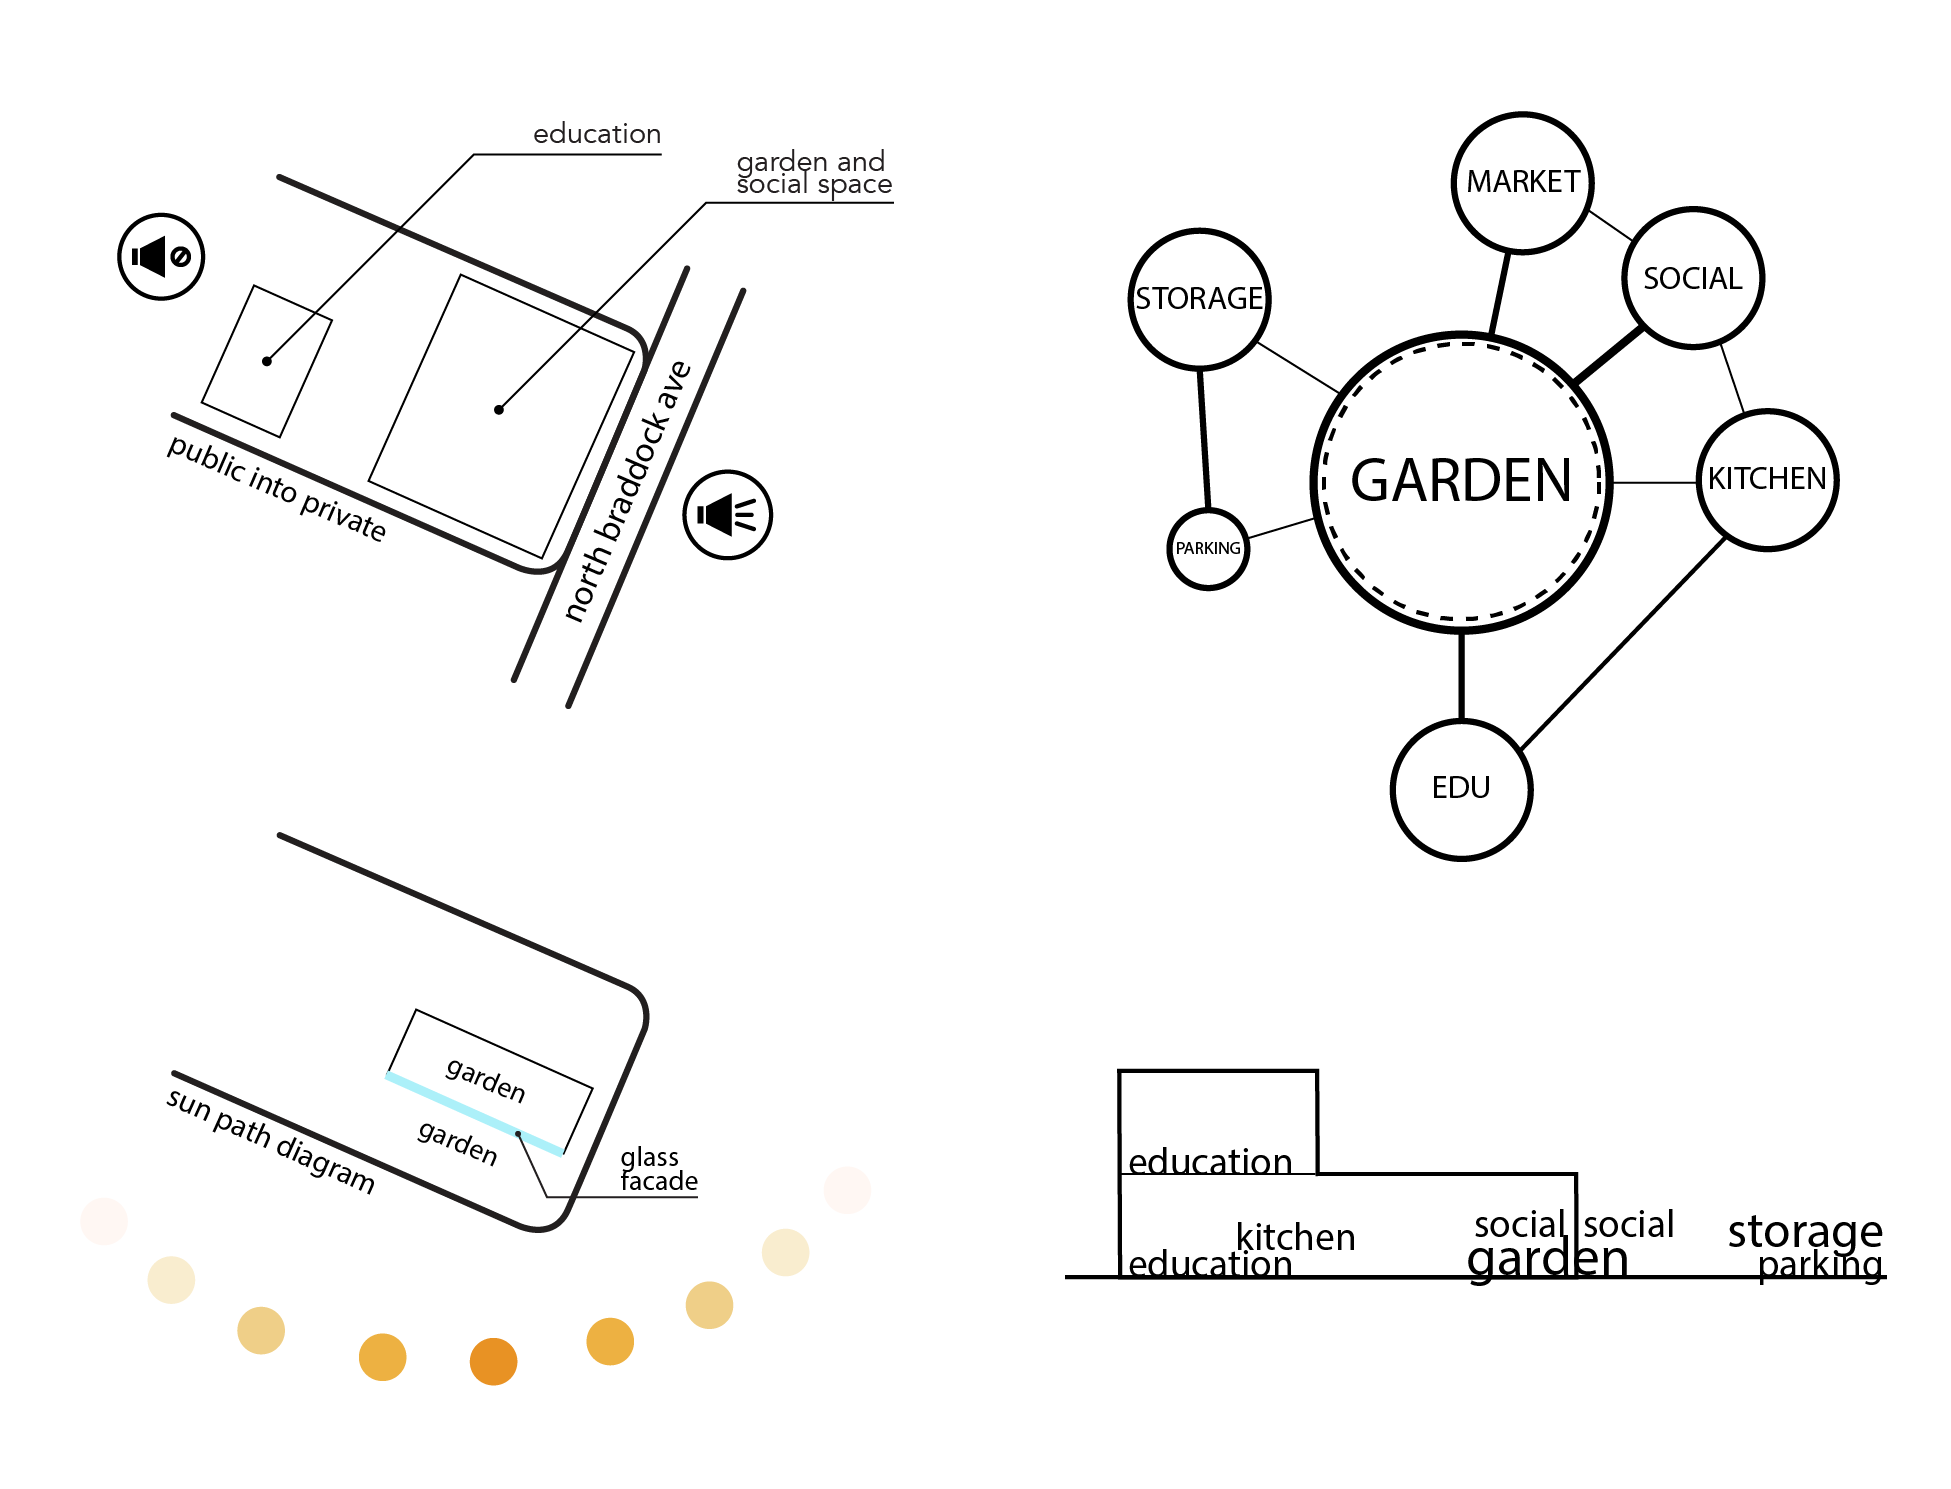 education
garden and
social space
public into private
north braddock ave
MARKET
SOCIAL
STORAGE
GARDEN
KITCHEN
PARKING
EDU
garden
garden
glass
facade
sun path diagram
education
kitchen
education
social social
garden
storage
parking